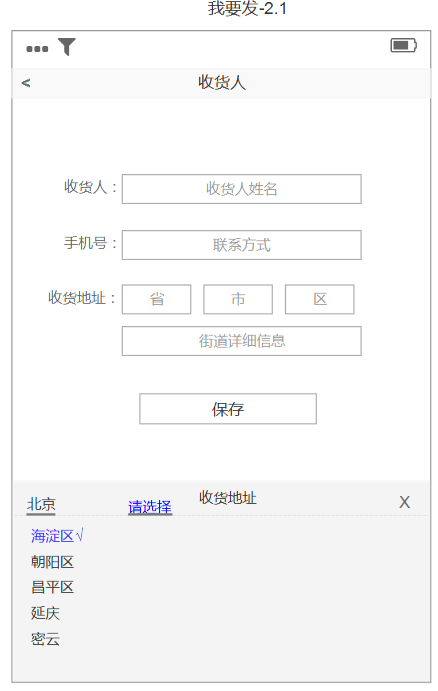 我要发-2.1
<
收货人
收货人： 收货人姓名
手机号： 联系方式
收货地址： 省 市 区
街道详细信息
保存
北京 请选择 收货地址 X
海淀区√
朝阳区
昌平区
延庆
密云